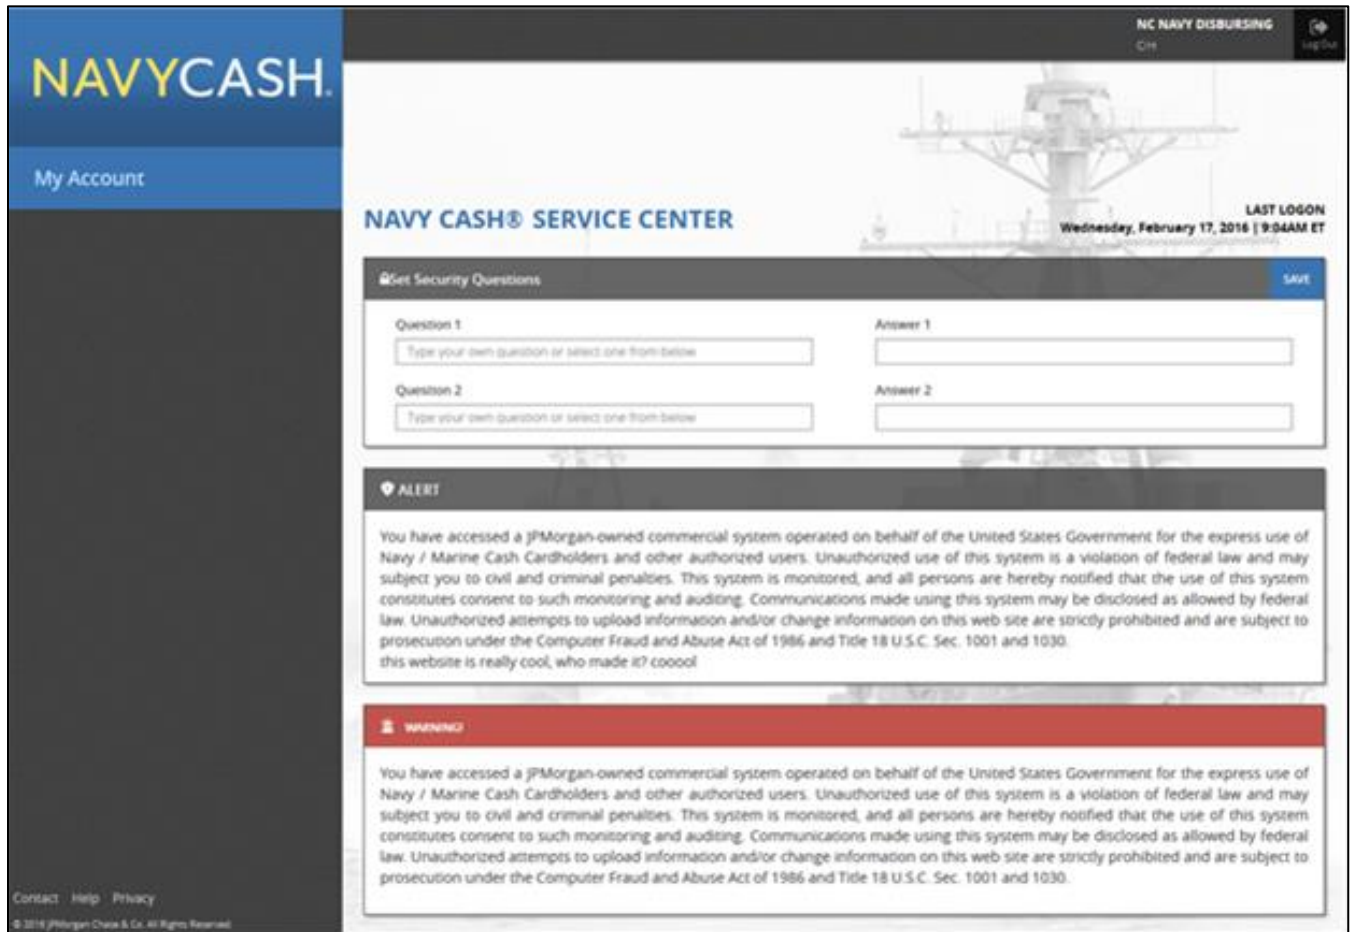 NC NAVY DISBURSING
CIH
Log Out
NAVYCASH®
My Account
NAVY CASH® SERVICE CENTER
LAST LOGON
Wednesday, February 17, 2016 | 9:04AM ET
Set Security Questions
SAVE
Question 1
Answer 1
Type your own question or select one from below
Question 2
Answer 2
Type your own question or select one from below
ALERT
You have accessed a JPMorgan-owned commercial system operated on behalf of the United States Government for the express use of
Navy / Marine Cash Cardholders and other authorized users. Unauthorized use of this system is a violation of federal law and may
subject you to civil and criminal penalties. This system is monitored, and all persons are hereby notified that the use of this system
constitutes consent to such monitoring and auditing. Communications made using this system may be disclosed as allowed by federal
law. Unauthorized attempts to upload information and/or change information on this web site are strictly prohibited and are subject to
prosecution under the Computer Fraud and Abuse Act of 1986 and Title 18 U.S.C. Sec. 1001 and 1030.
this website is really cool, who made it? cooool
WARNING!
You have accessed a JPMorgan-owned commercial system operated on behalf of the United States Government for the express use of
Navy / Marine Cash Cardholders and other authorized users. Unauthorized use of this system is a violation of federal law and may
subject you to civil and criminal penalties. This system is monitored, and all persons are hereby notified that the use of this system
constitutes consent to such monitoring and auditing. Communications made using this system may be disclosed as allowed by federal
law. Unauthorized attempts to upload information and/or change information on this web site are strictly prohibited and are subject to
prosecution under the Computer Fraud and Abuse Act of 1986 and Title 18 U.S.C. Sec. 1001 and 1030.
Contact Help Privacy
© 2016 JPMorgan Chase & Co. All Rights Reserved.